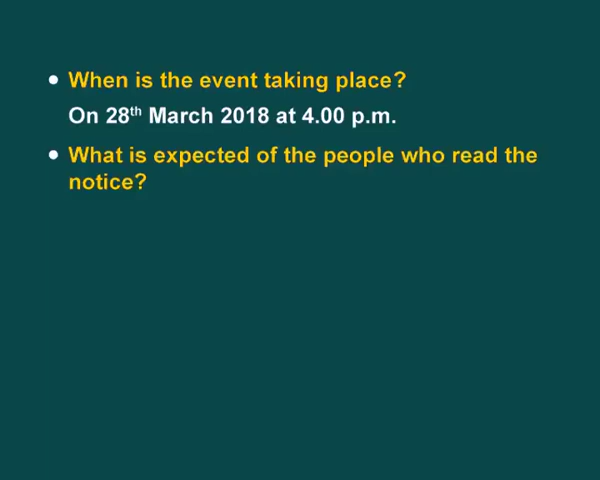 When is the event taking place?
On 28th March 2018 at 4.00 p.m.
What is expected of the people who read the
notice?